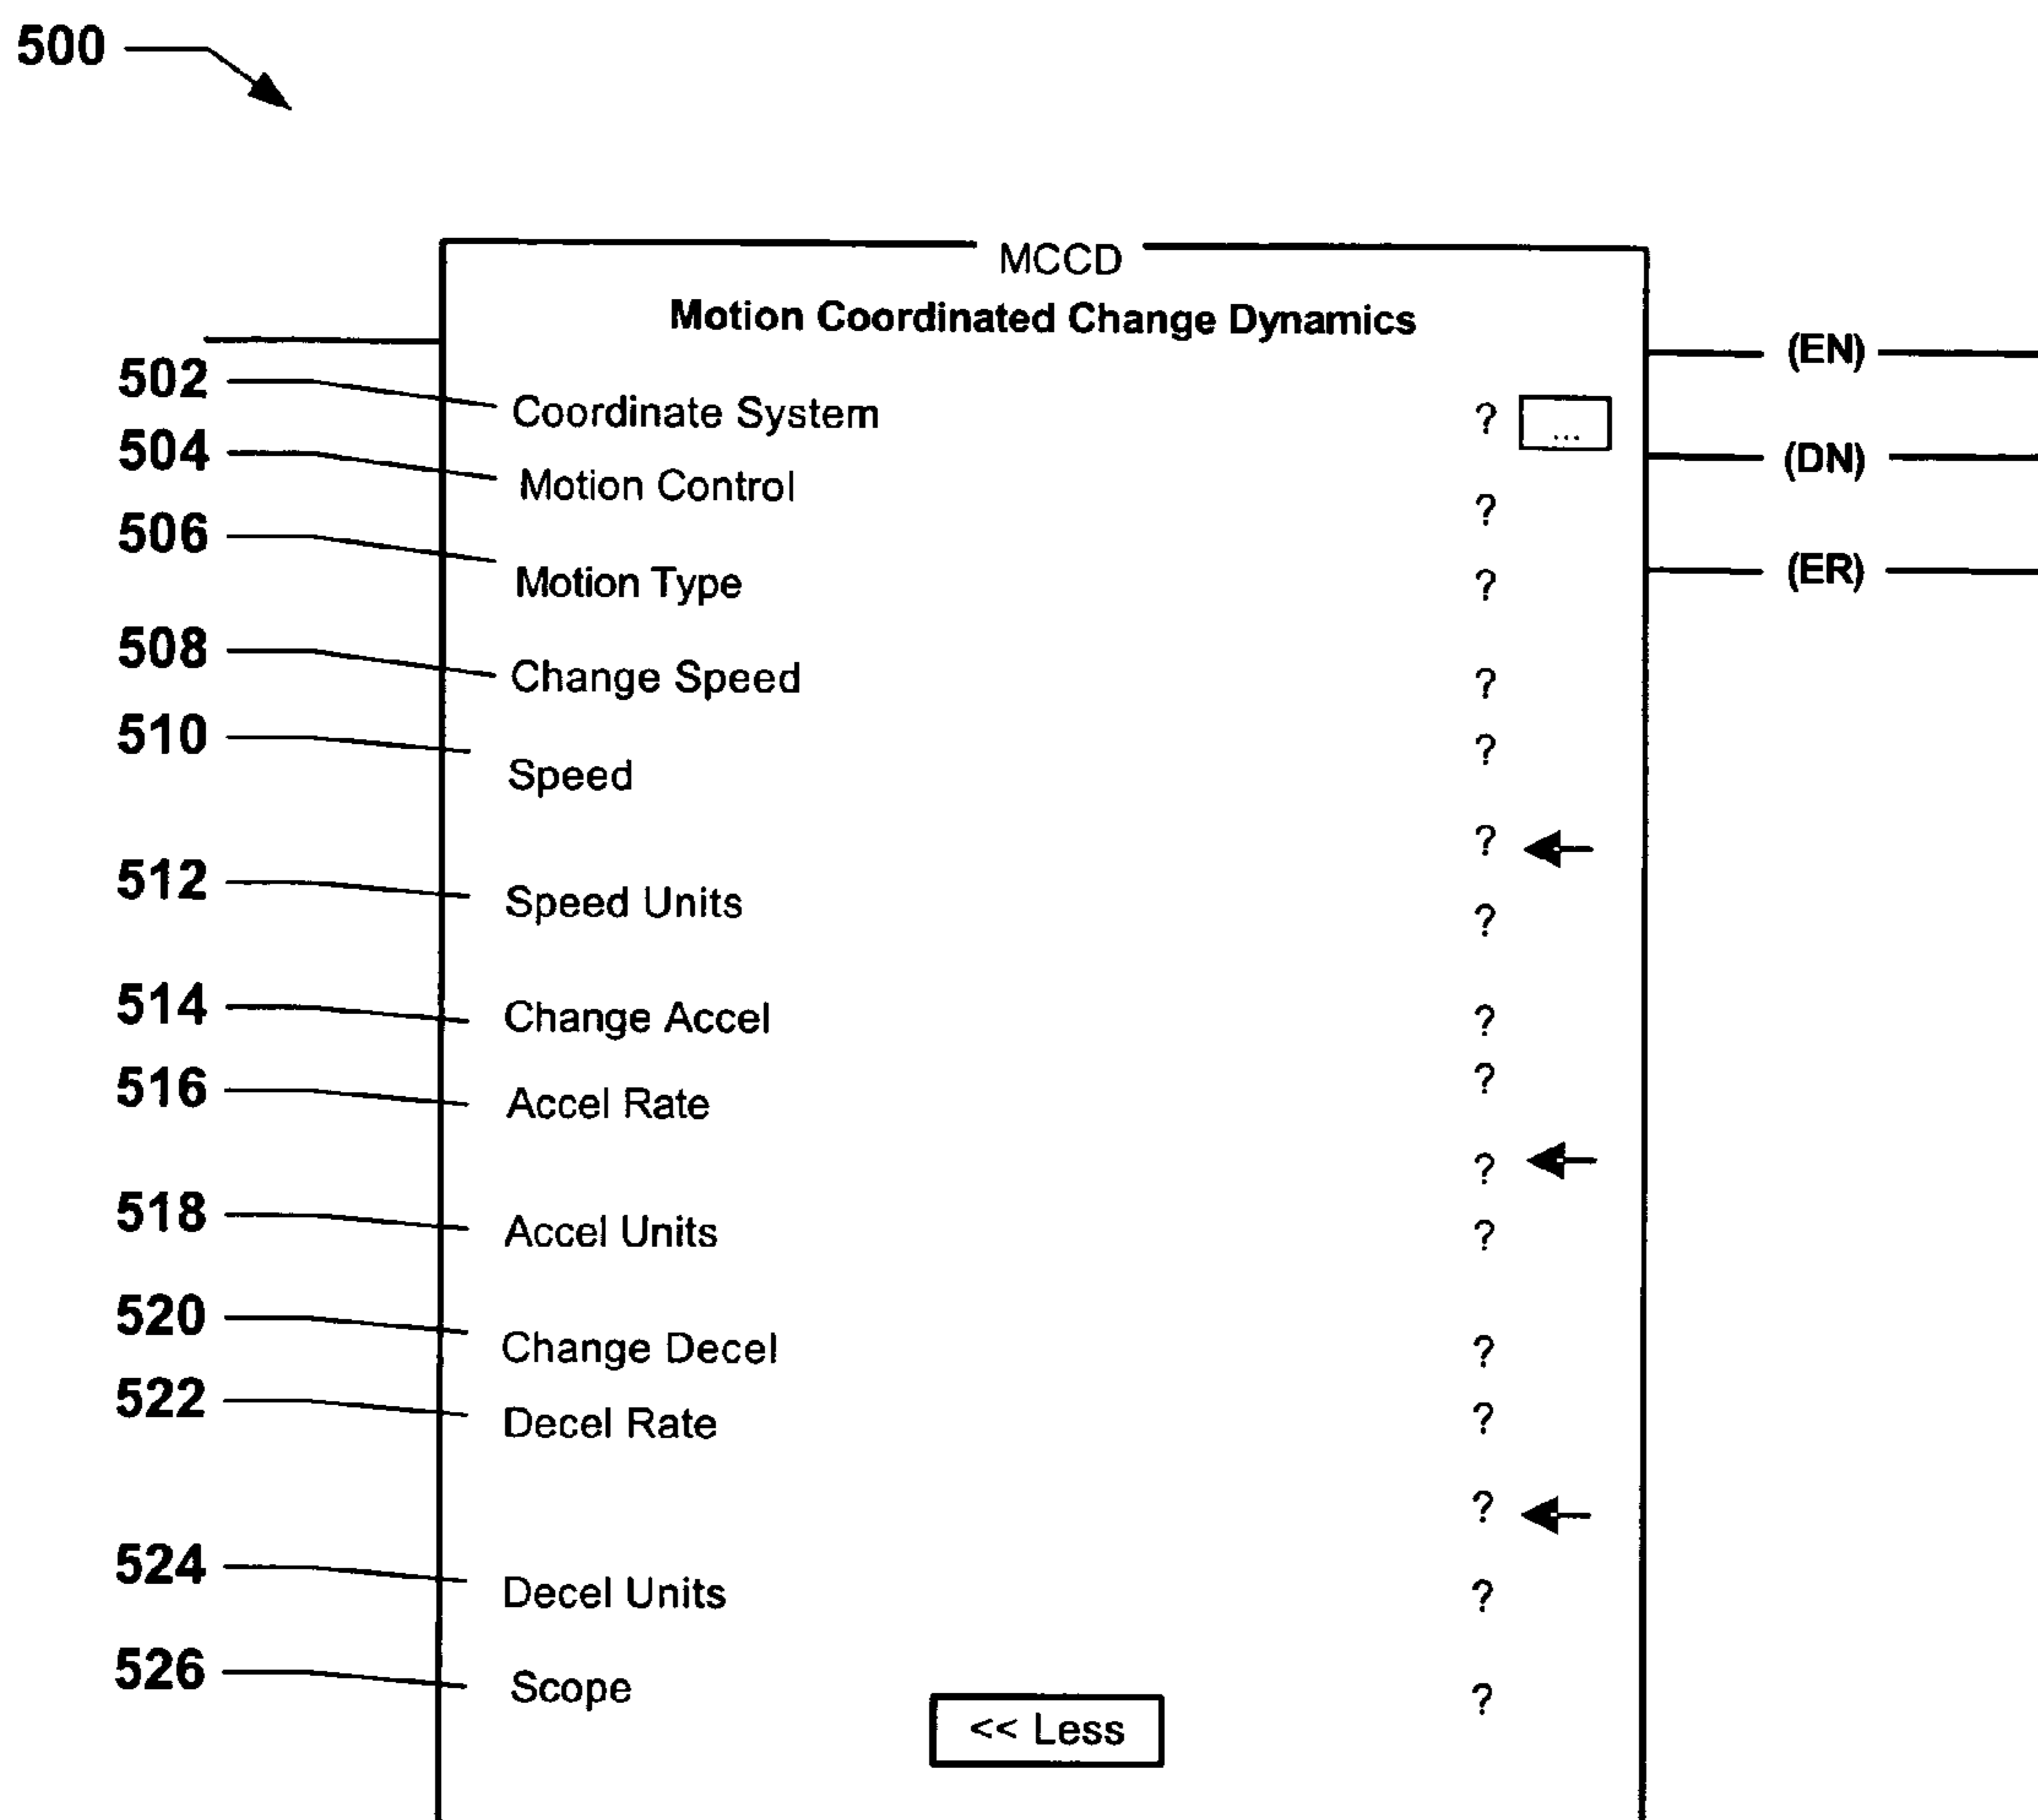 500
MCCD
Motion Coordinated Change Dynamics
(EN)
502 Coordinate System ? ...
(DN)
504 Motion Control ?
(ER)
506 Motion Type ?
508 Change Speed ?
510 Speed ?
?
512 Speed Units ?
514 Change Accel ?
516 Accel Rate ?
?
518 Accel Units ?
520 Change Decel ?
522 Decel Rate ?
?
524 Decel Units ?
526 Scope ?
<< Less